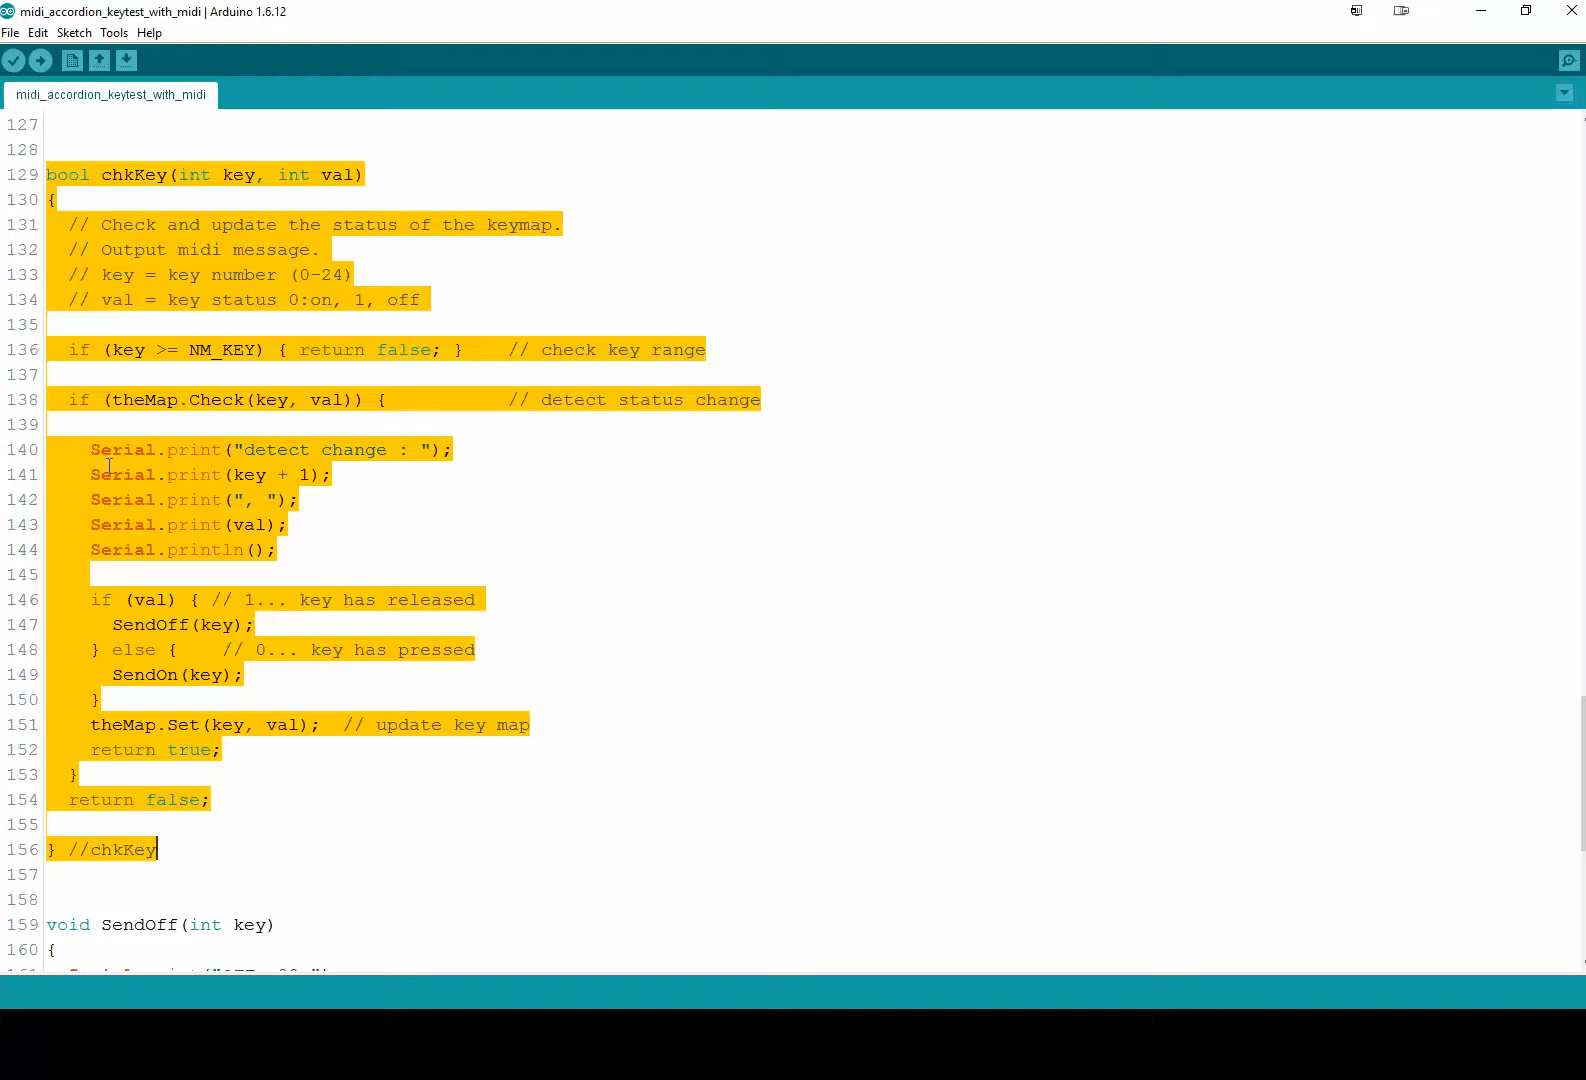 midi_accordion_keytest_with_midi | Arduino 1.6.12
File Edit Sketch Tools Help
midi_accordion_keytest_with_midi
127
128
129 bool chkKey(int key, int val)
130 {
131 // Check and update the status of the keymap.
132 // Output midi message.
133 // key = key number (0-24)
134 // val = key status 0:on, 1, off
135
136 if (key >= NM_KEY) { return false; } // check key range
137
138 if (theMap.Check(key, val)) { // detect status change
139
140 Serial.print("detect change : ");
141 Serial.print(key + 1);
142 Serial.print(", ");
143 Serial.print(val);
144 Serial.println();
145
146 if (val) { // 1... key has released
147 SendOff(key);
148 } else { // 0... key has pressed
149 SendOn(key);
150 }
151 theMap.Set(key, val); // update key map
152 return true;
153 }
154 return false;
155
156 } //chkKey
157
158
159 void SendOff(int key)
160 {